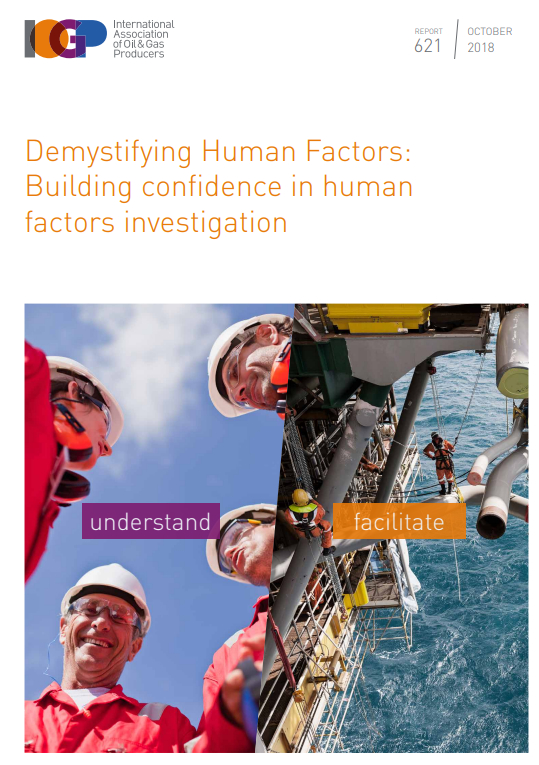 IOGP
International
Association
of Oil & Gas
Producers
REPORT
621
OCTOBER
2018
Demystifying Human Factors:
Building confidence in human
factors investigation
understand
facilitate